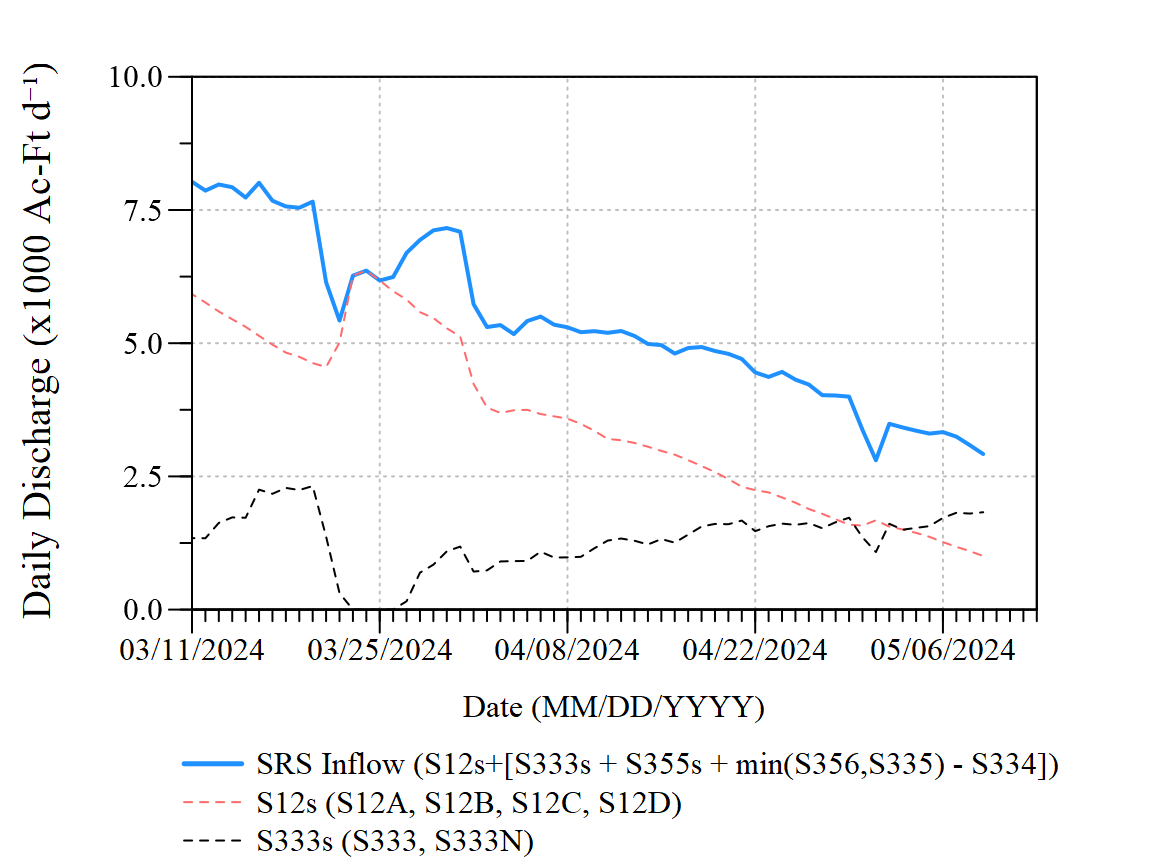 Daily Discharge (x1000 Ac-Ft d⁻¹)
10.0
7.5
5.0
2.5
0.0
03/11/2024 03/25/2024 04/08/2024 04/22/2024 05/06/2024
Date (MM/DD/YYYY)
SRS Inflow (S12s+[S333s + S355s + min(S356,S335) - S334])
S12s (S12A, S12B, S12C, S12D)
S333s (S333, S333N)